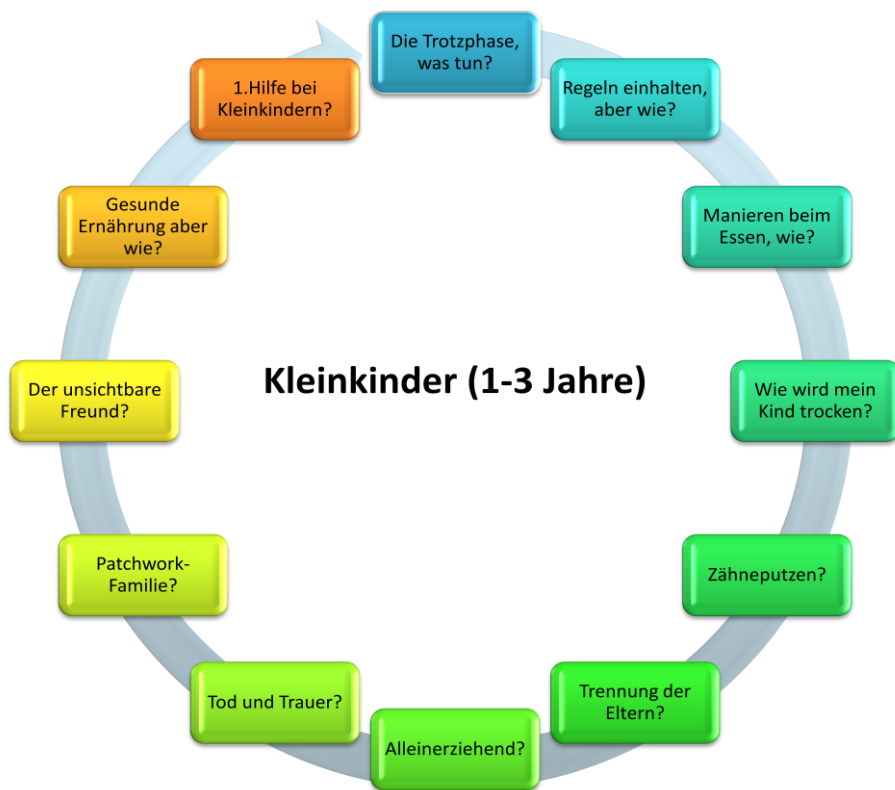 Die Trotzphase,
was tun?
Regeln einhalten,
aber wie?
Manieren beim
Essen, wie?
Wie wird mein
Kind trocken?
Zähneputzen?
Trennung der
Eltern?
Alleinerziehend?
Tod und Trauer?
Patchwork-
Familie?
Der unsichtbare
Freund?
Gesunde
Ernährung aber
wie?
1.Hilfe bei
Kleinkindern?
Kleinkinder (1-3 Jahre)